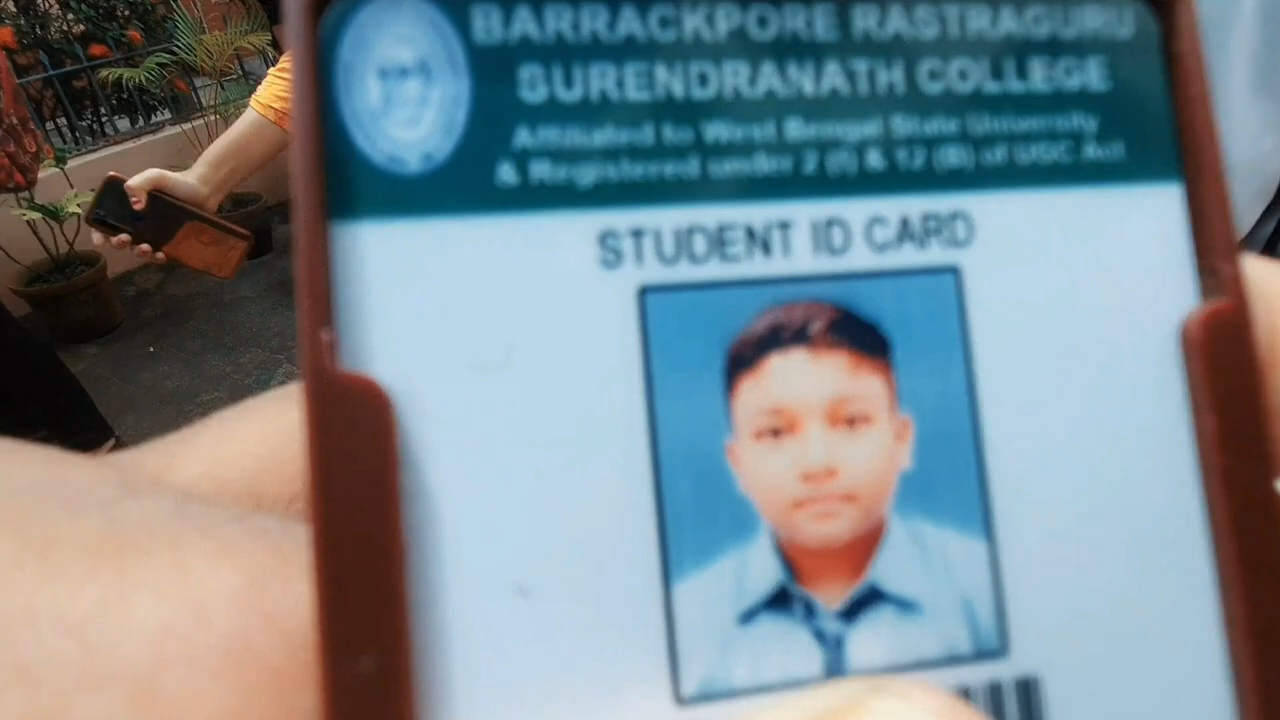 BARRACKPORE RASTRAGURU
SURENDRANATH COLLEGE
Affiliated to West Bengal State University
& Registered under 2 (f) & 12 (B) of UGC Act
STUDENT ID CARD